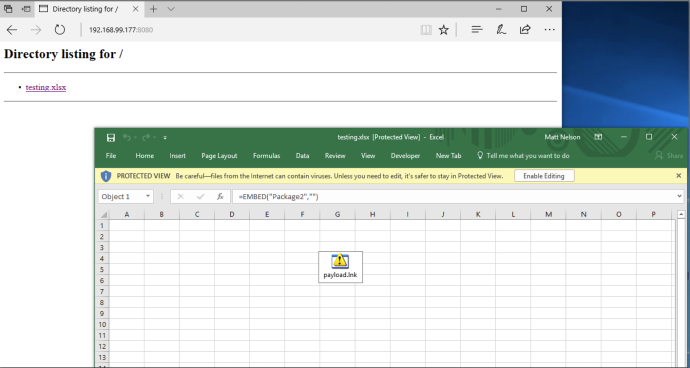 Directory listing for /
192.168.99.177:8080
Directory listing for /
testing.xlsx
testing.xlsx [Protected View] - Excel
Matt Nelson
File Home Insert Page Layout Formulas Data Review View Developer New Tab Tell me what you want to do Share
PROTECTED VIEW Be careful—files from the Internet can contain viruses. Unless you need to edit, it's safer to stay in Protected View. Enable Editing
Object 1 fx =EMBED("Package2","")
A B C D E F G H I J K L M N O P
1
2
3
4
5
6
payload.lnk
7
8
9
10
11
12
13